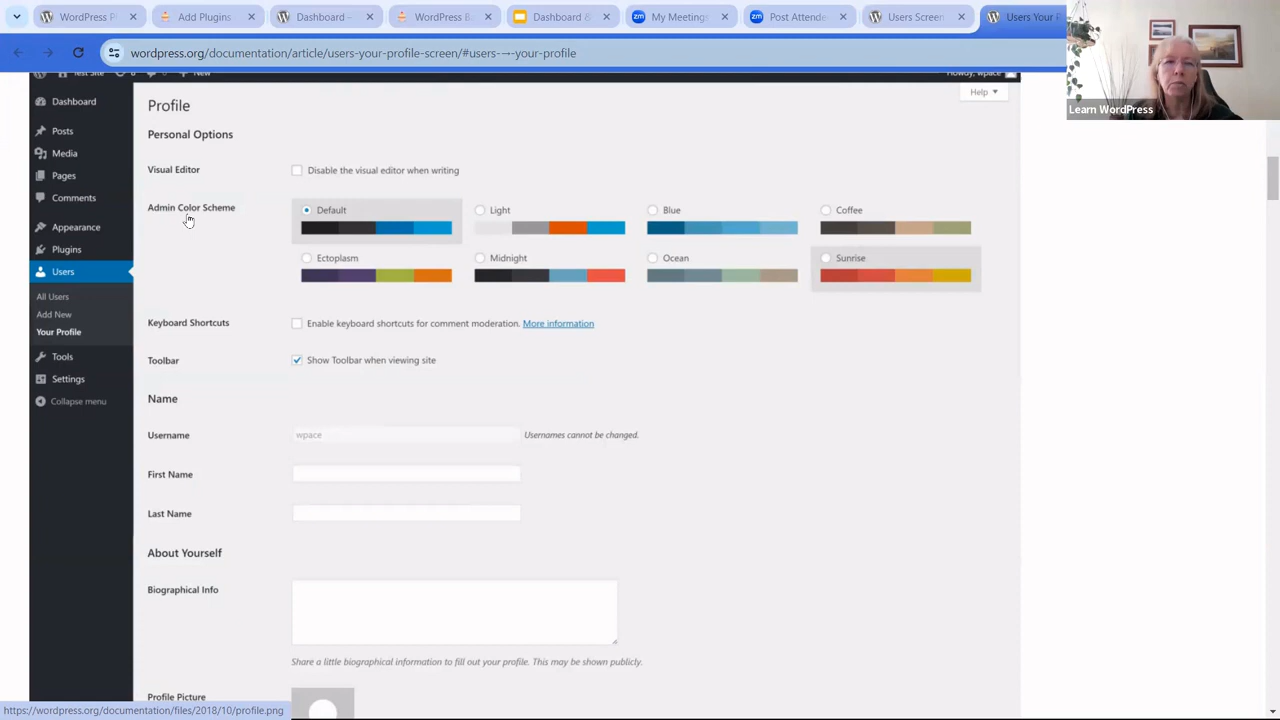 WordPress P
Add Plugins
Dashboard –
WordPress B
Dashboard &
My Meeting
Post Attende
Users Screen
Users Your P
wordpress.org/documentation/article/users-your-profile-screen/#users-→-your-profile
Learn WordPress
Test Site
New
Howdy, wpace
Help
Dashboard
Posts
Media
Pages
Comments
Appearance
Plugins
Users
All Users
Add New
Your Profile
Tools
Settings
Collapse menu
Profile
Personal Options
Visual Editor
Disable the visual editor when writing
Admin Color Scheme
Default
Light
Blue
Coffee
Ectoplasm
Midnight
Ocean
Sunrise
Keyboard Shortcuts
Enable keyboard shortcuts for comment moderation. More information
Toolbar
Show Toolbar when viewing site
Name
Username
wpace
Usernames cannot be changed.
First Name
Last Name
About Yourself
Biographical Info
Share a little biographical information to fill out your profile. This may be shown publicly.
Profile Picture
https://wordpress.org/documentation/files/2018/10/profile.png